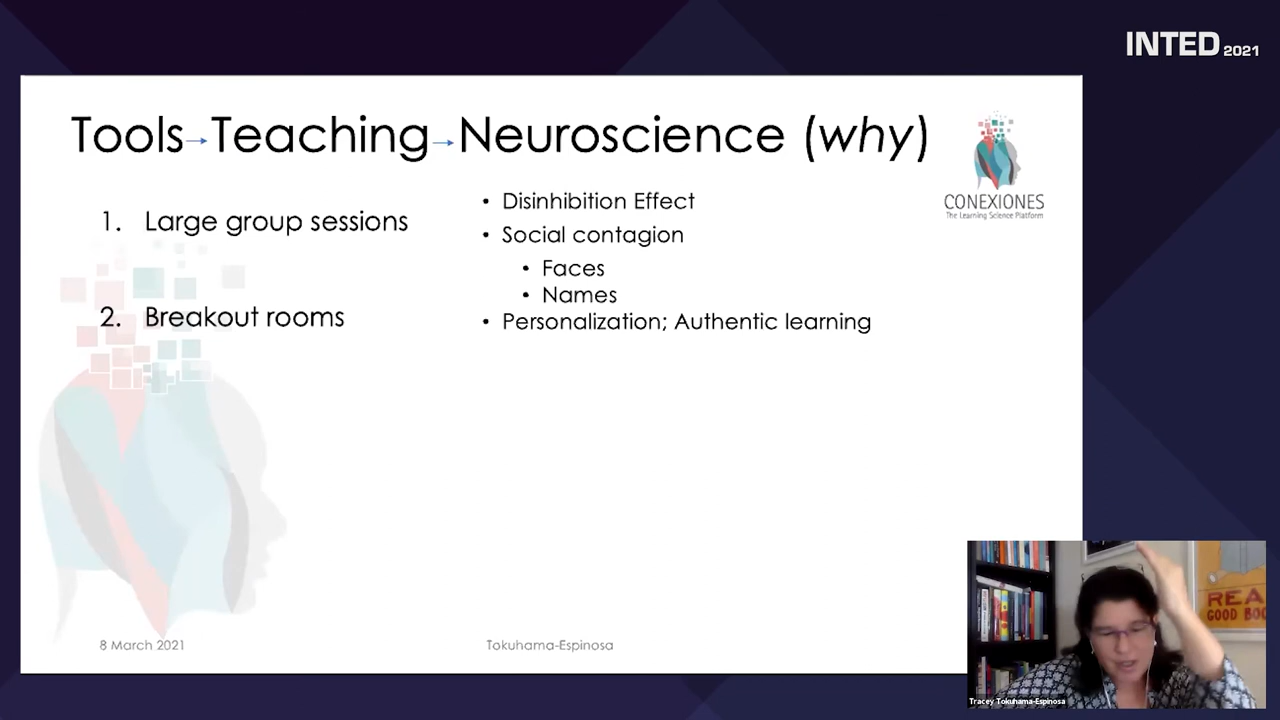 INTED 2021
Tools→Teaching→Neuroscience (why)
CONEXIONES
The Learning Science Platform
1. Large group sessions
• Disinhibition Effect
• Social contagion
• Faces
• Names
2. Breakout rooms
• Personalization; Authentic learning
8 March 2021
Tokuhama-Espinosa
REA
GOOD BOO
Tracey Tokuhama-Espinosa